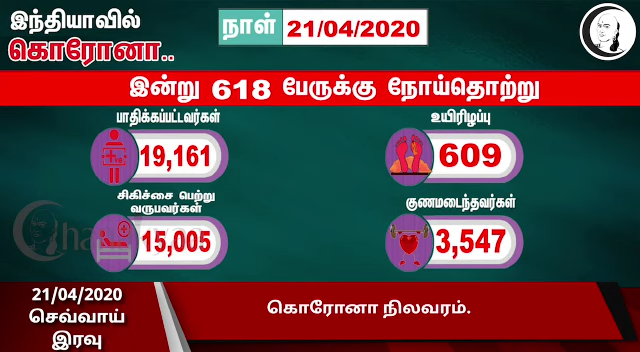 இந்தியாவில்
கொரோனா..
நாள் 21/04/2020
இன்று 618 பேருக்கு நோய்தொற்று
பாதிக்கப்பட்டவர்கள்
19,161
உயிரிழப்பு
609
சிகிச்சை பெற்று
வருபவர்கள்
15,005
குணமடைந்தவர்கள்
3,547
21/04/2020
செவ்வாய்
இரவு
கொரோனா நிலவரம்.